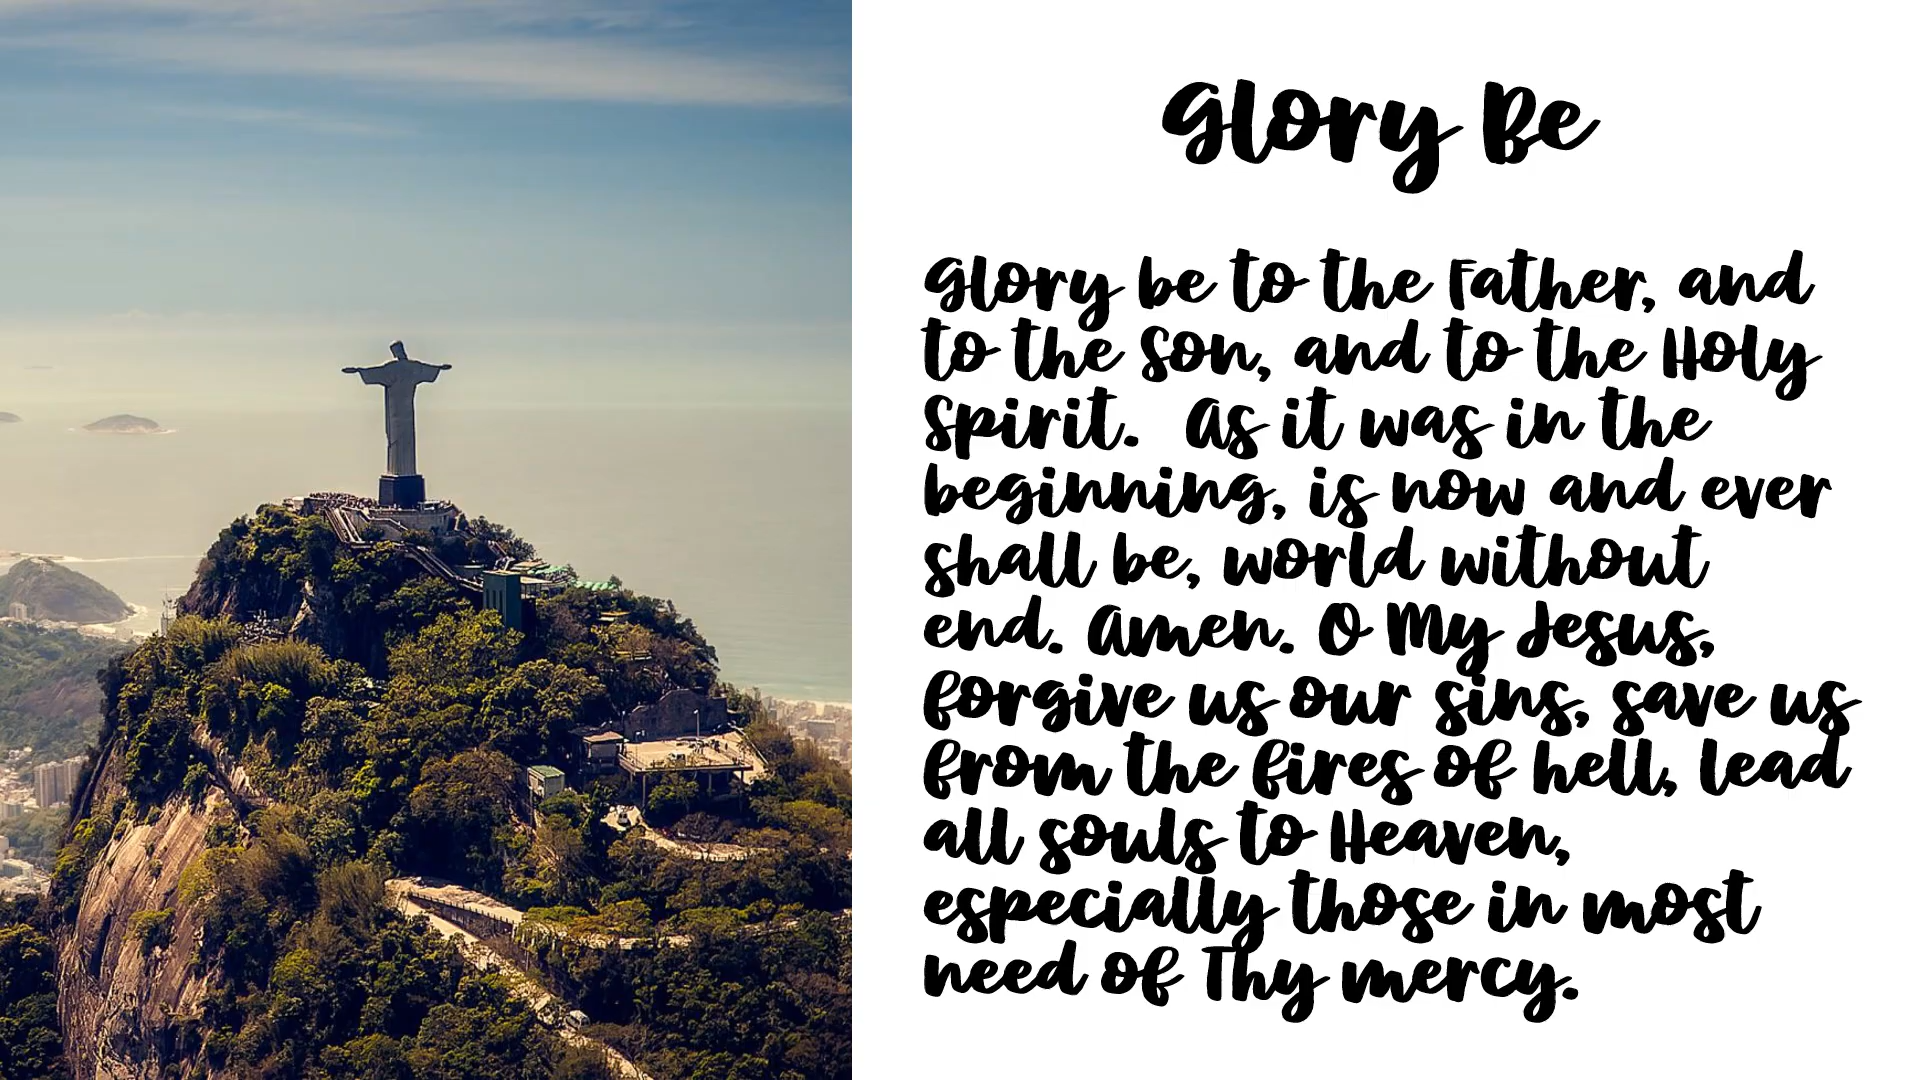 Glory Be
Glory be to the Father, and
to the Son, and to the Holy
Spirit.  As it was in the
beginning, is now and ever
shall be, world without
end. Amen. O My Jesus,
forgive us our sins, save us
from the fires of hell, lead
all souls to Heaven,
especially those in most
need of Thy mercy.